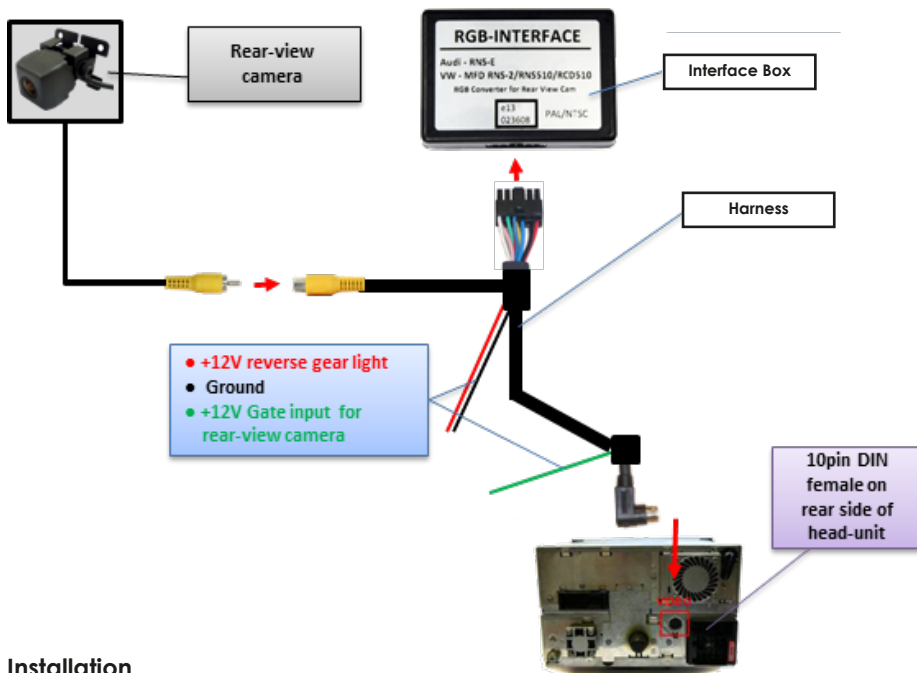 Rear-view
camera
RGB-INTERFACE
Audi - RNS-E
VW - MFD RNS-2/RNS510/RCD510
RGB Converter for Rear View Cam
e13
023608
PAL/NTSC
Interface Box
Harness
● +12V reverse gear light
● Ground
● +12V Gate input for
rear-view camera
10pin DIN
female on
rear side of
head-unit
Installation